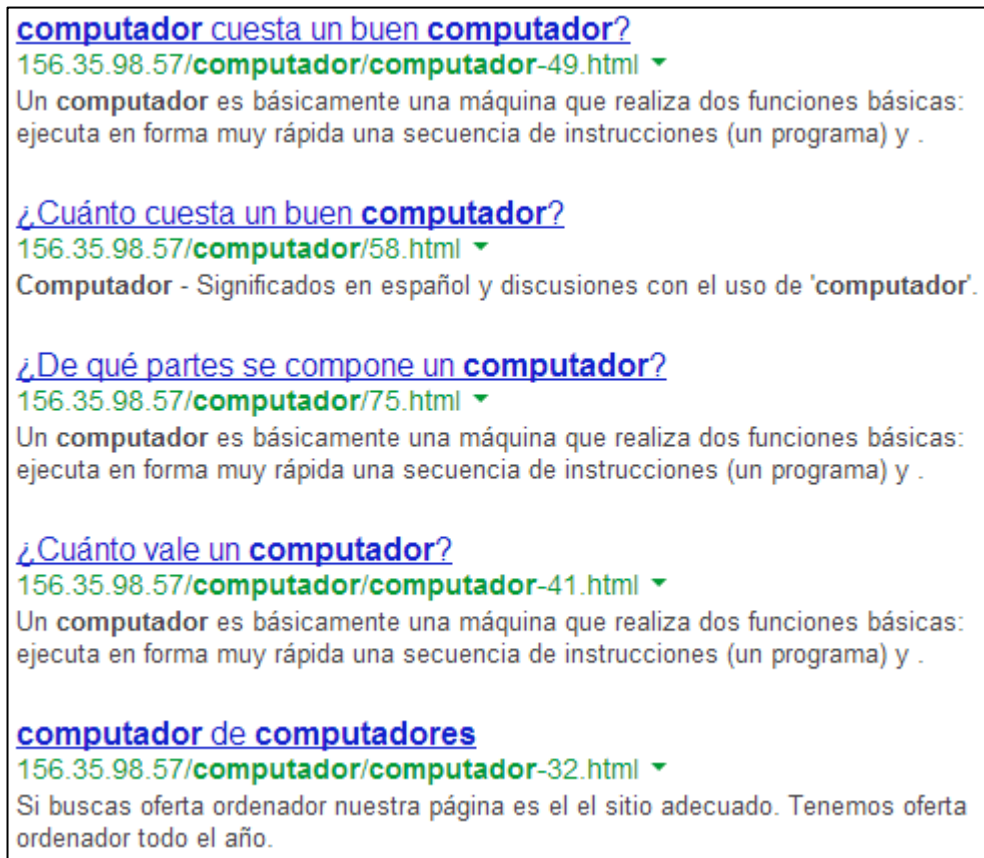 computador cuesta un buen computador?
156.35.98.57/computador/computador-49.html
Un computador es básicamente una máquina que realiza dos funciones básicas:
ejecuta en forma muy rápida una secuencia de instrucciones (un programa) y .
¿Cuánto cuesta un buen computador?
156.35.98.57/computador/58.html
Computador - Significados en español y discusiones con el uso de 'computador'.
¿De qué partes se compone un computador?
156.35.98.57/computador/75.html
Un computador es básicamente una máquina que realiza dos funciones básicas:
ejecuta en forma muy rápida una secuencia de instrucciones (un programa) y .
¿Cuánto vale un computador?
156.35.98.57/computador/computador-41.html
Un computador es básicamente una máquina que realiza dos funciones básicas:
ejecuta en forma muy rápida una secuencia de instrucciones (un programa) y .
computador de computadores
156.35.98.57/computador/computador-32.html
Si buscas oferta ordenador nuestra página es el el sitio adecuado. Tenemos oferta
ordenador todo el año.